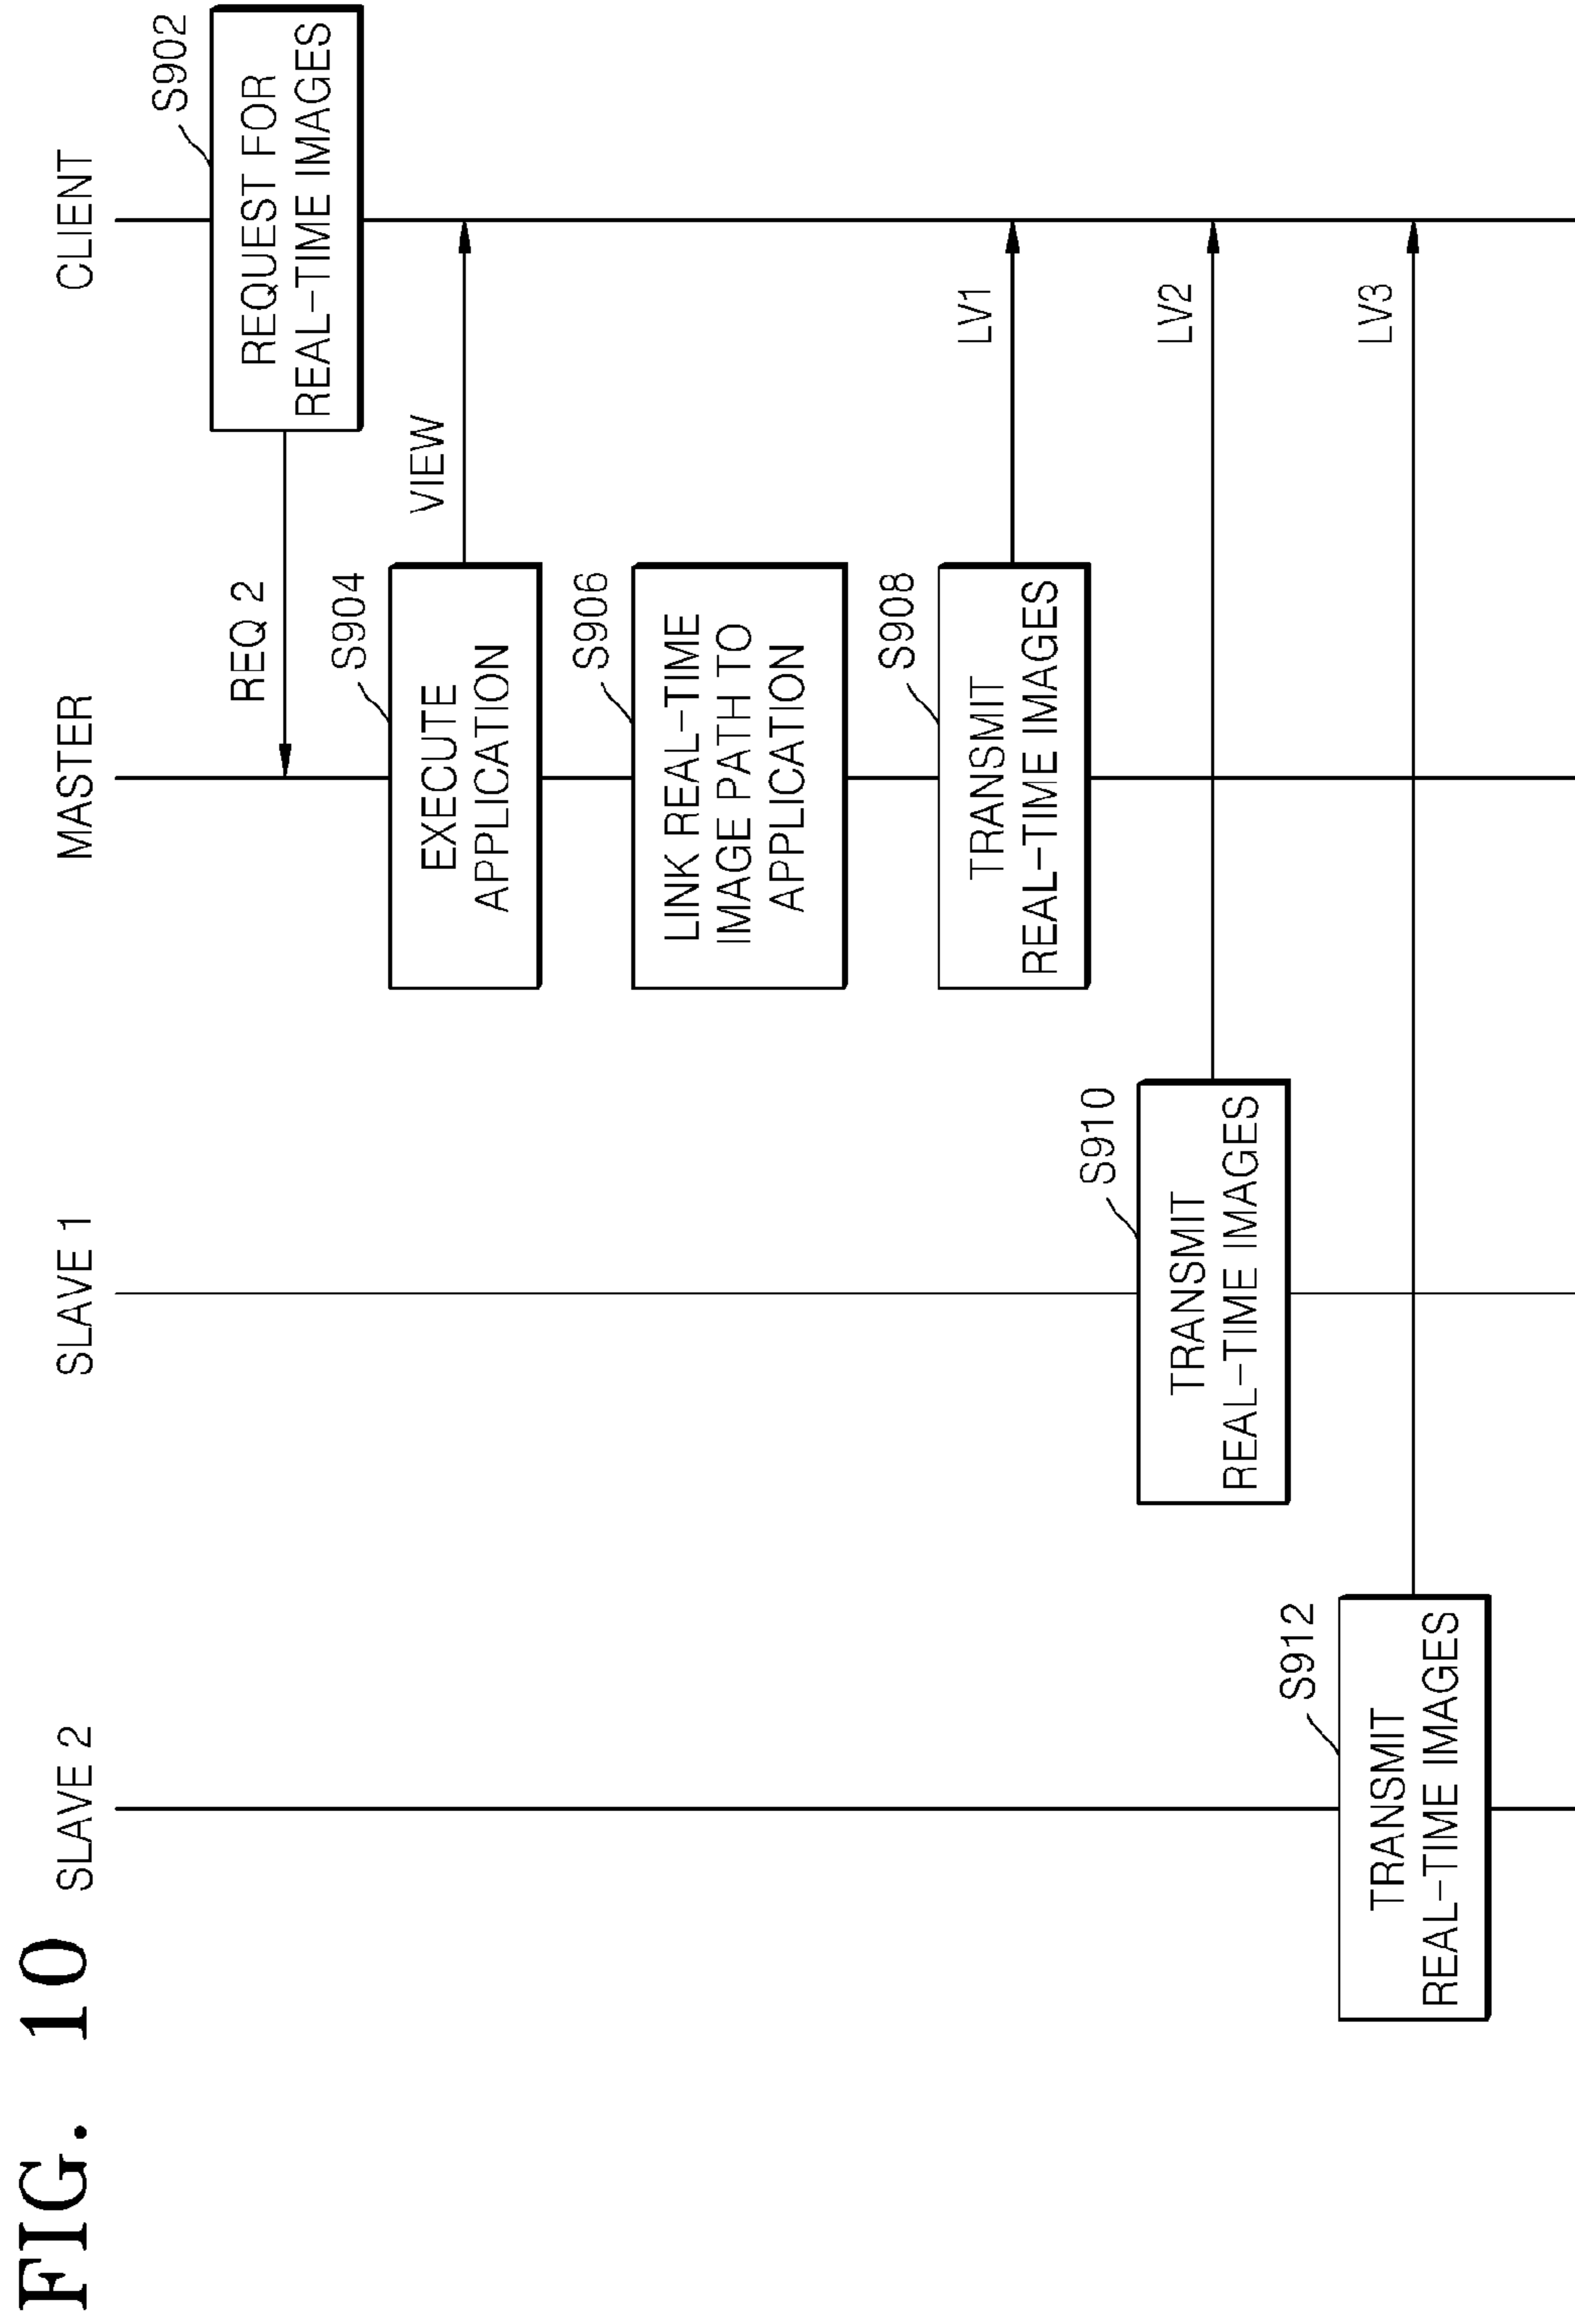 FIG. 10
SLAVE 2
SLAVE 1
MASTER
CLIENT
S902
REQUEST FOR
REAL-TIME IMAGES
REQ 2
S904
EXECUTE
APPLICATION
VIEW
S906
LINK REAL-TIME
IMAGE PATH TO
APPLICATION
S908
TRANSMIT
REAL-TIME IMAGES
LV1
S910
TRANSMIT
REAL-TIME IMAGES
LV2
S912
TRANSMIT
REAL-TIME IMAGES
LV3